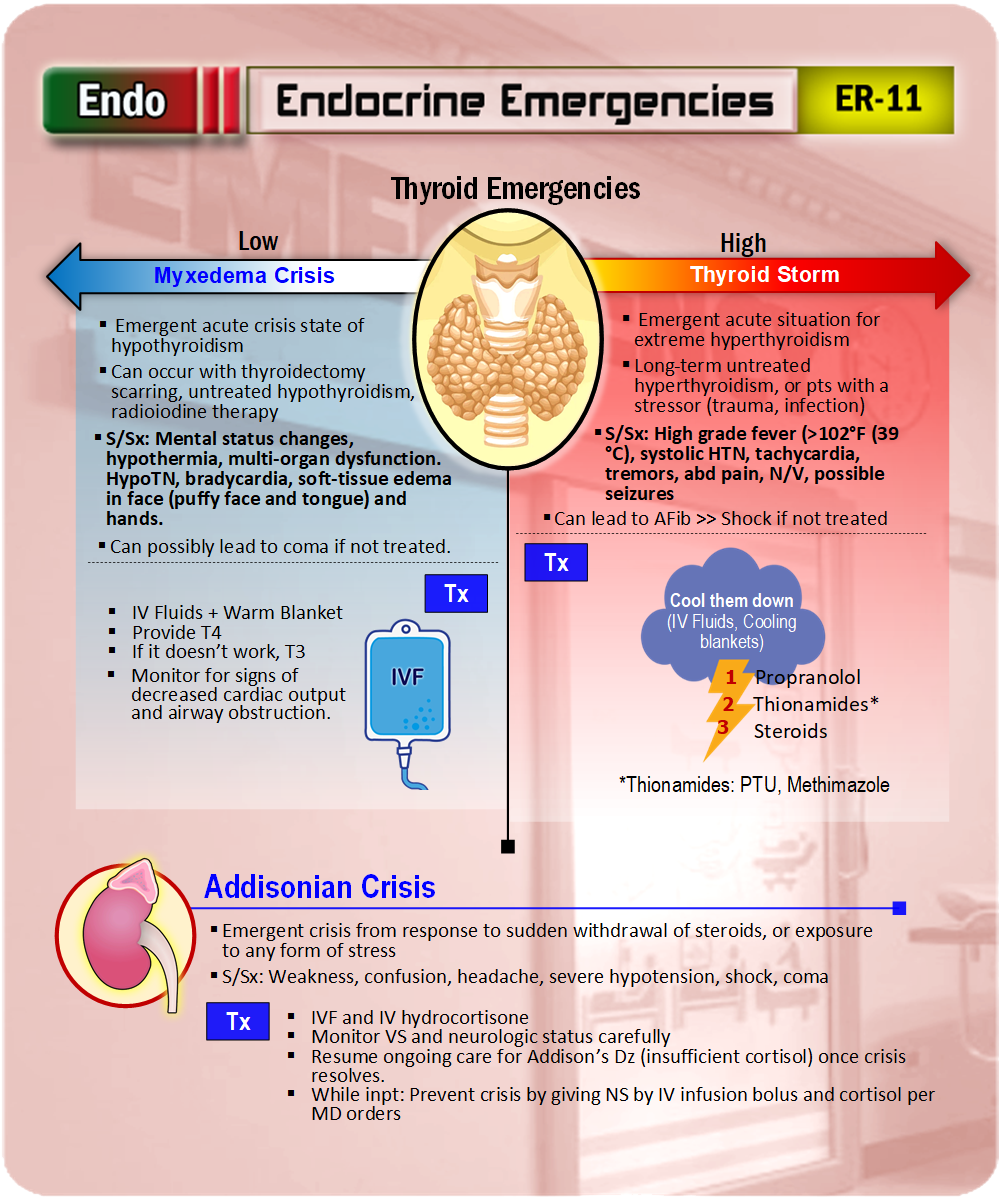 Endo
Endocrine Emergencies
ER-11
Thyroid Emergencies
Low
Myxedema Crisis
▪ Emergent acute crisis state of
hypothyroidism
▪ Can occur with thyroidectomy
scarring, untreated hypothyroidism,
radioiodine therapy
▪ S/Sx: Mental status changes,
hypothermia, multi-organ dysfunction.
HypoTN, bradycardia, soft-tissue edema
in face (puffy face and tongue) and
hands.
▪ Can possibly lead to coma if not treated.
Tx
▪ IV Fluids + Warm Blanket
▪ Provide T4
▪ If it doesn't work, T3
▪ Monitor for signs of
decreased cardiac output
and airway obstruction.
IVF
High
Thyroid Storm
▪ Emergent acute situation for
extreme hyperthyroidism
▪ Long-term untreated
hyperthyroidism, or pts with a
stressor (trauma, infection)
▪ S/Sx: High grade fever (>102°F (39
°C), systolic HTN, tachycardia,
tremors, abd pain, N/V, possible
seizures
▪ Can lead to AFib >> Shock if not treated
Tx
Cool them down
(IV Fluids, Cooling
blankets)
1 Propranolol
2 Thionamides*
3 Steroids
*Thionamides: PTU, Methimazole
Addisonian Crisis
▪ Emergent crisis from response to sudden withdrawal of steroids, or exposure
to any form of stress
▪ S/Sx: Weakness, confusion, headache, severe hypotension, shock, coma
Tx
▪ IVF and IV hydrocortisone
▪ Monitor VS and neurologic status carefully
▪ Resume ongoing care for Addison's Dz (insufficient cortisol) once crisis
resolves.
▪ While inpt: Prevent crisis by giving NS by IV infusion bolus and cortisol per
MD orders